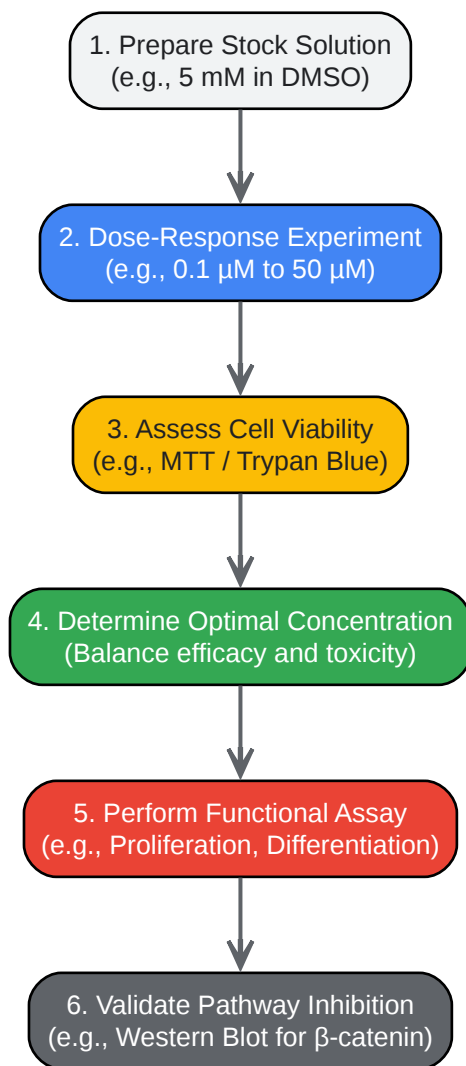 1. Prepare Stock Solution
(e.g., 5 mM in DMSO)
2. Dose-Response Experiment
(e.g., 0.1 µM to 50 µM)
3. Assess Cell Viability
(e.g., MTT / Trypan Blue)
4. Determine Optimal Concentration
(Balance efficacy and toxicity)
5. Perform Functional Assay
(e.g., Proliferation, Differentiation)
6. Validate Pathway Inhibition
(e.g., Western Blot for β-catenin)